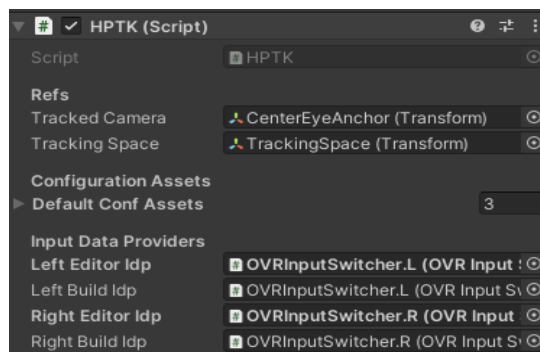 HPTK (Script)
Script HPTK
Refs
Tracked Camera CenterEyeAnchor (Transform)
Tracking Space TrackingSpace (Transform)
Configuration Assets
Default Conf Assets 3
Input Data Providers
Left Editor Idp OVRInputSwitcher.L (OVR Input
Left Build Idp OVRInputSwitcher.L (OVR Input Sw
Right Editor Idp OVRInputSwitcher.R (OVR Input
Right Build Idp OVRInputSwitcher.R (OVR Input Sw